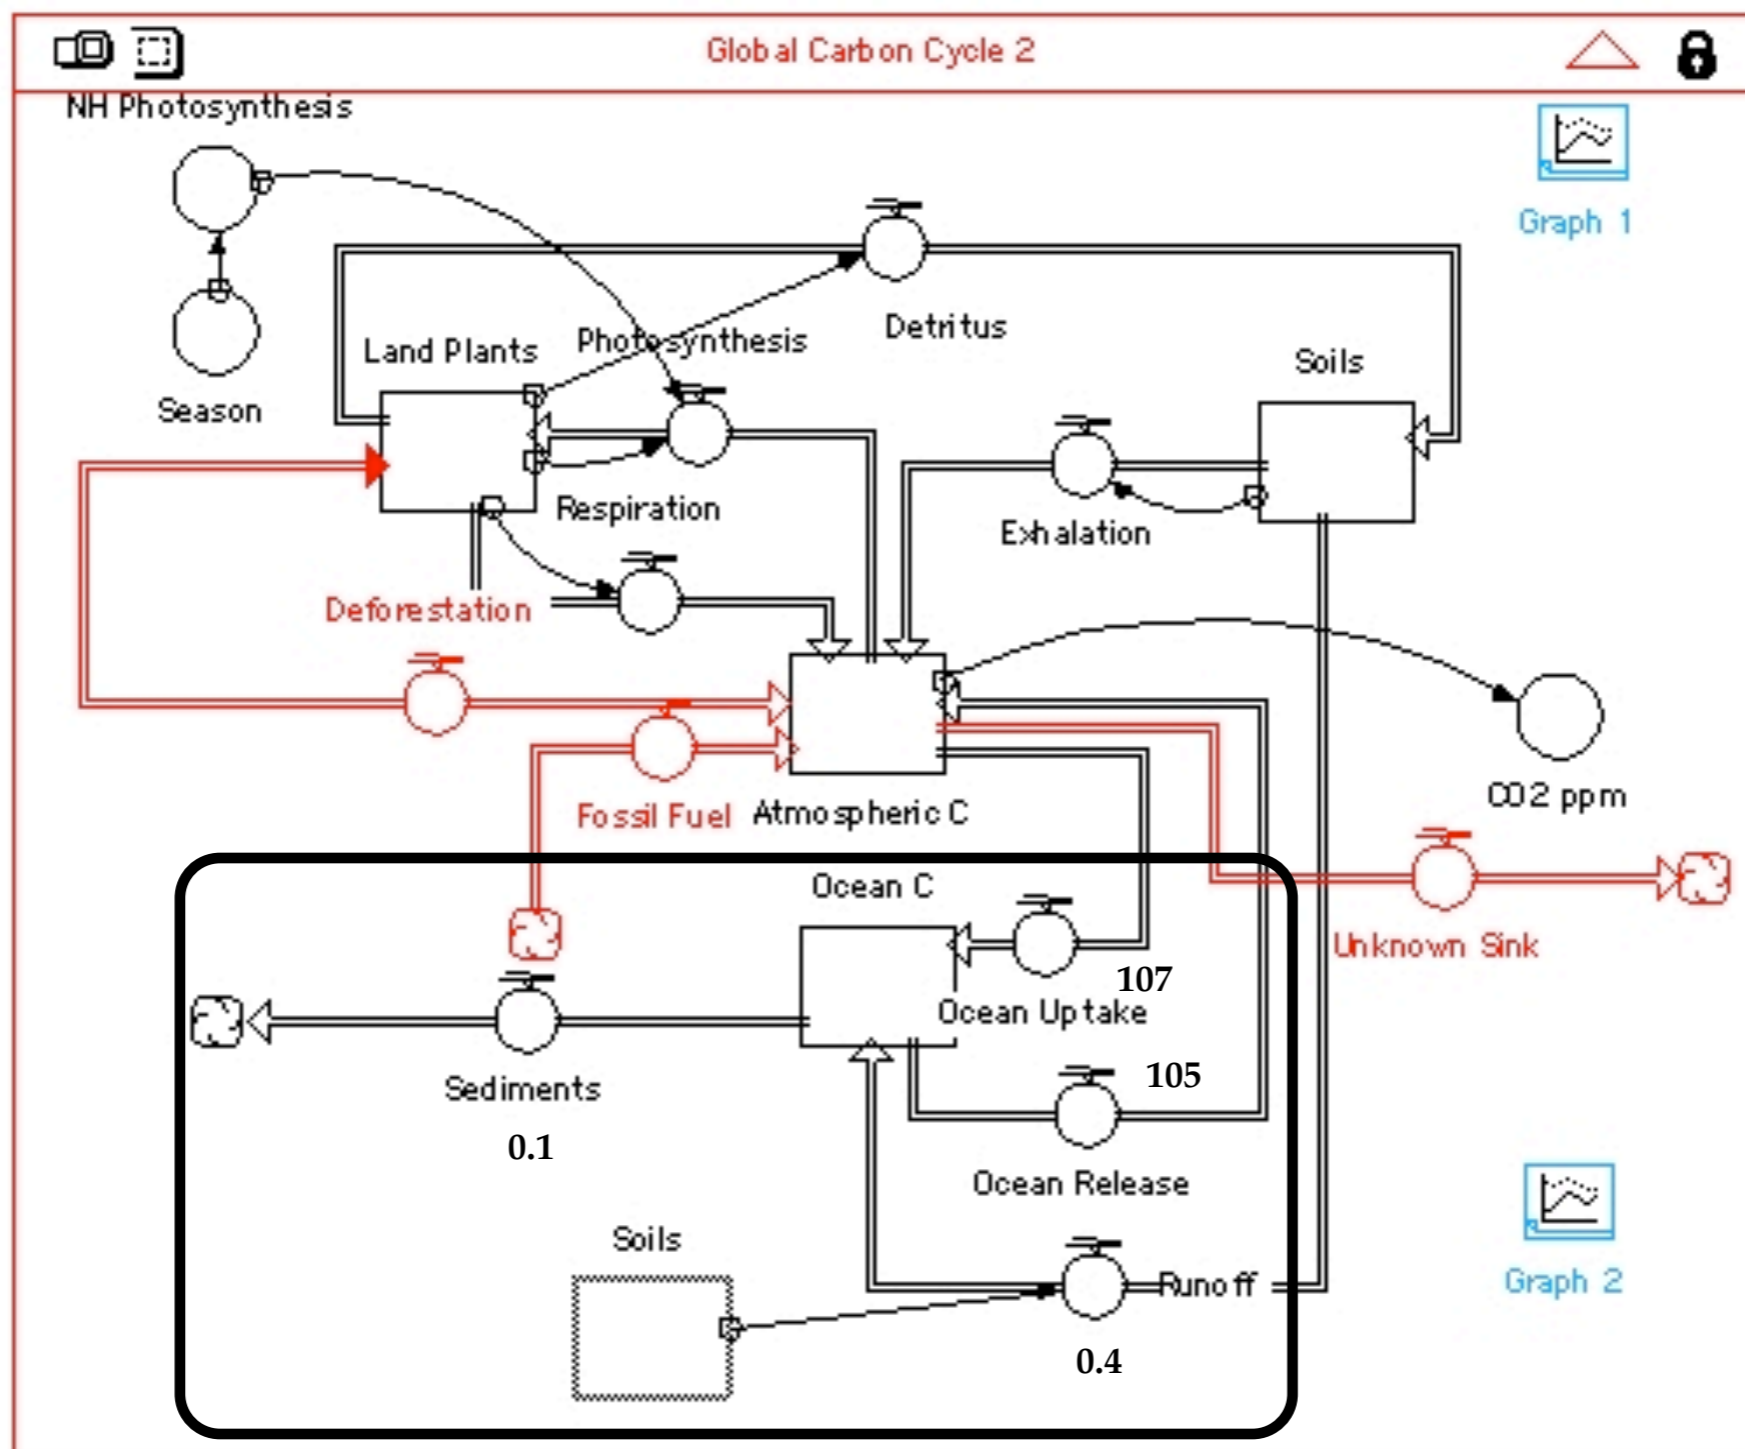 Global Carbon Cycle 2
NH Photosynthesis
Graph 1
Detritus
Photosynthesis
Land Plants
Soils
Season
Respiration
Exhalation
Deforestation
CO2 ppm
Fossil Fuel
Atmospheric C
Ocean C
Unknown Sink
107
Ocean Uptake
105
Sediments
0.1
Ocean Release
Soils
Runoff
Graph 2
0.4